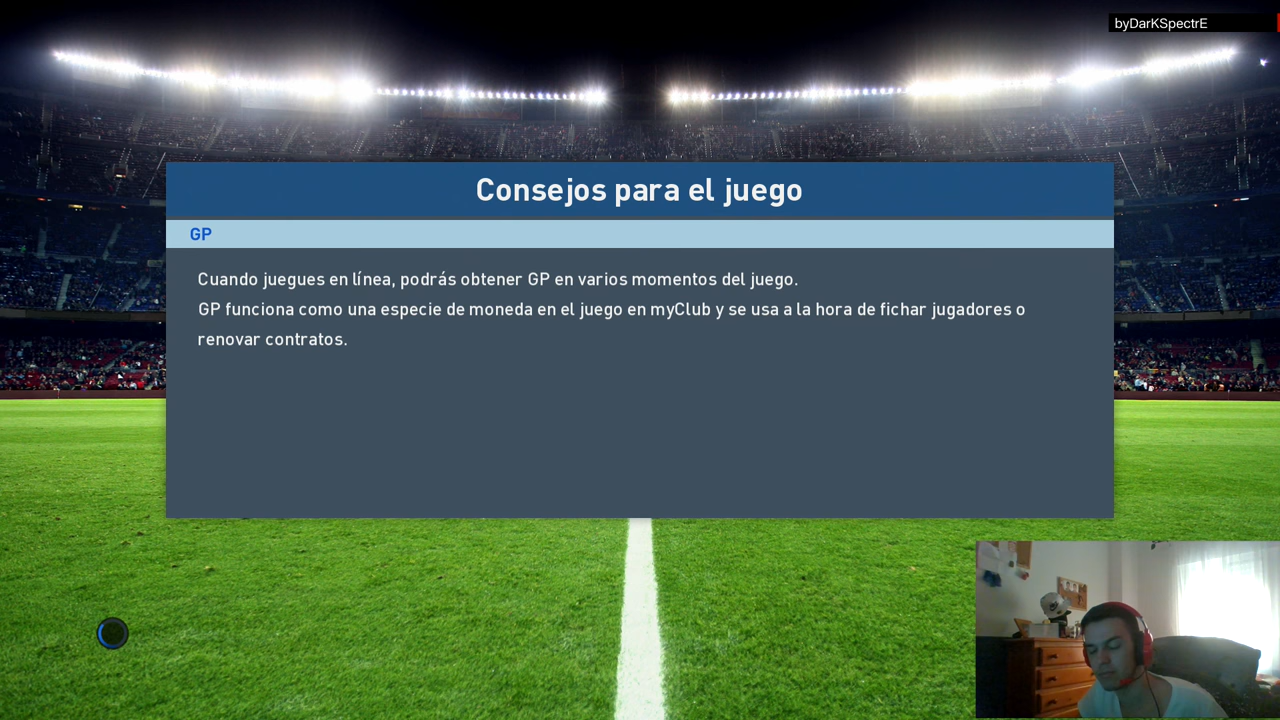 byDarKSpectrE
Consejos para el juego
GP
Cuando juegues en línea, podrás obtener GP en varios momentos del juego.
GP funciona como una especie de moneda en el juego en myClub y se usa a la hora de fichar jugadores o
renovar contratos.